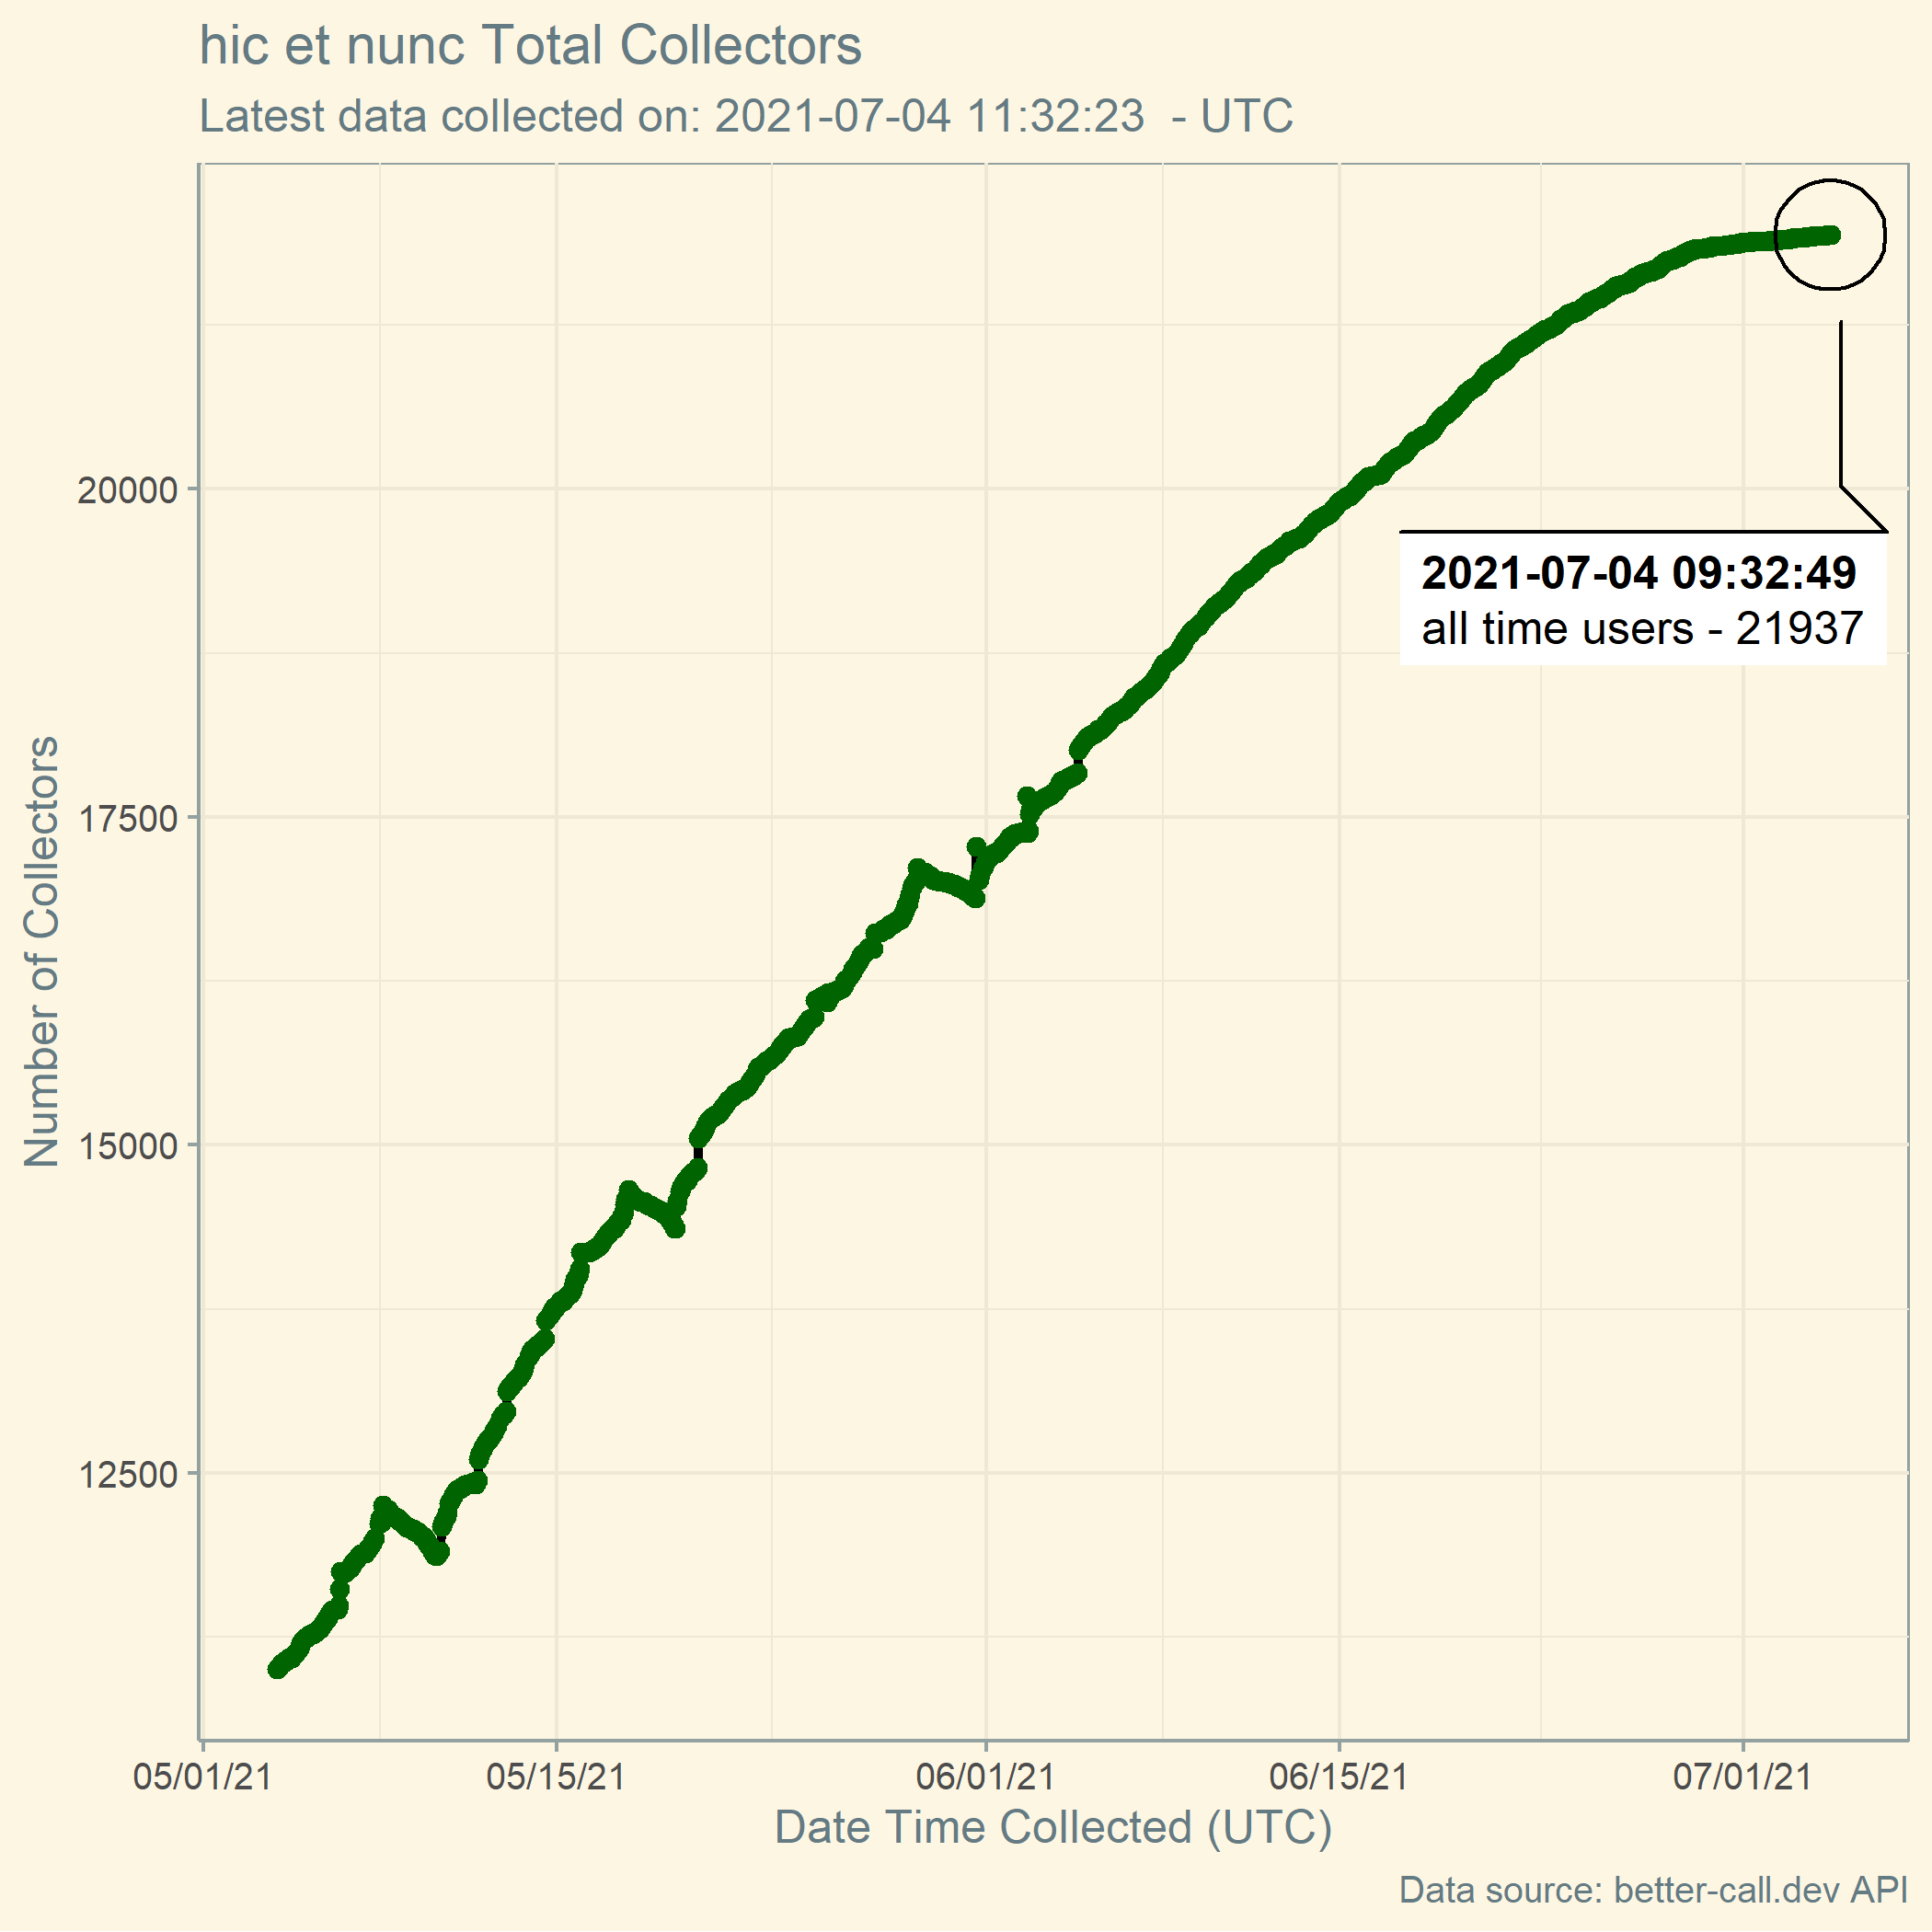 hic et nunc Total Collectors
Latest data collected on: 2021-07-04 11:32:23  - UTC
Number of Collectors
20000
17500
15000
12500
2021-07-04 09:32:49
all time users - 21937
05/01/21
05/15/21
06/01/21
06/15/21
07/01/21
Date Time Collected (UTC)
Data source: better-call.dev API